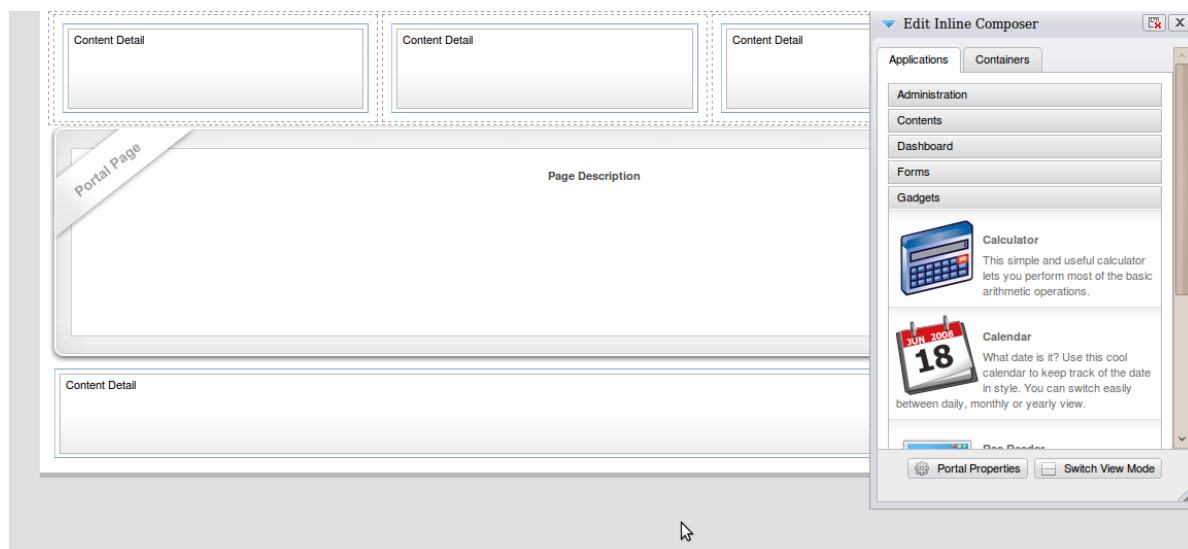 Content Detail
Content Detail
Content Detail
Portal Page
Page Description
Content Detail
Edit Inline Composer
Applications
Containers
Administration
Contents
Dashboard
Forms
Gadgets
Calculator
This simple and useful calculator
lets you perform most of the basic
arithmetic operations.
JUN 2008
18
Calendar
What date is it? Use this cool
calendar to keep track of the date
in style. You can switch easily
between daily, monthly or yearly view.
Rss Reader
Portal Properties
Switch View Mode